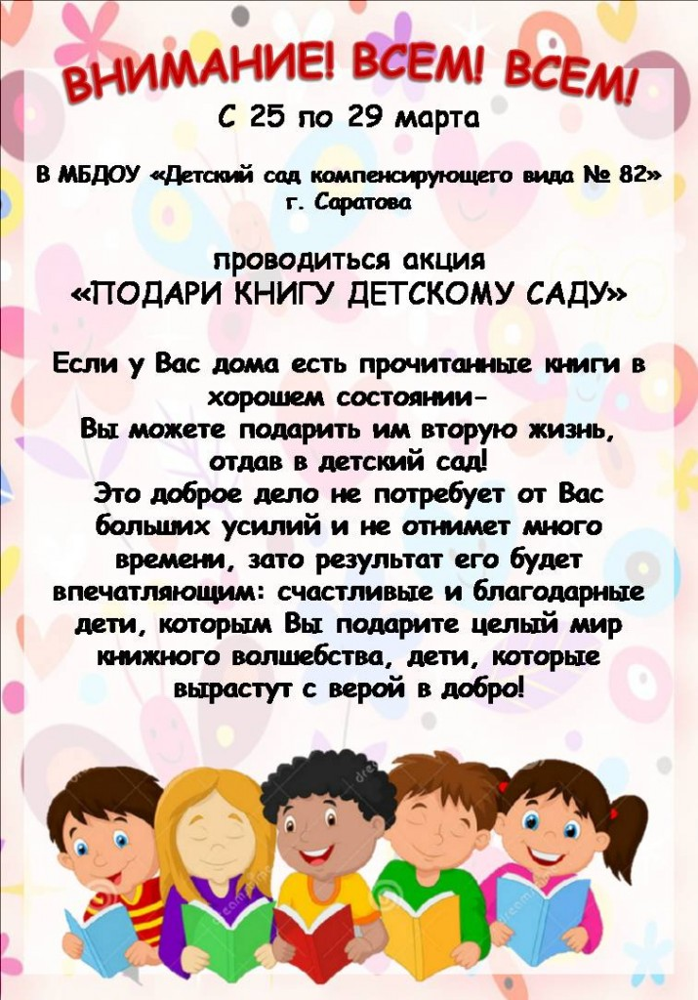 ВНИМАНИЕ! ВСЕМ! ВСЕМ!
С 25 по 29 марта
В МБДОУ «Детский сад компенсирующего вида № 82»
г. Саратова
проводиться акция
«ПОДАРИ КНИГУ ДЕТСКОМУ САДУ»
Если у Вас дома есть прочитанные книги в
хорошем состоянии-
Вы можете подарить им вторую жизнь,
отдав в детский сад!
Это доброе дело не потребует от Вас
больших усилий и не отнимет много
времени, зато результат его будет
впечатляющим: счастливые и благодарные
дети, которым Вы подарите целый мир
книжного волшебства, дети, которые
вырастут с верой в добро!